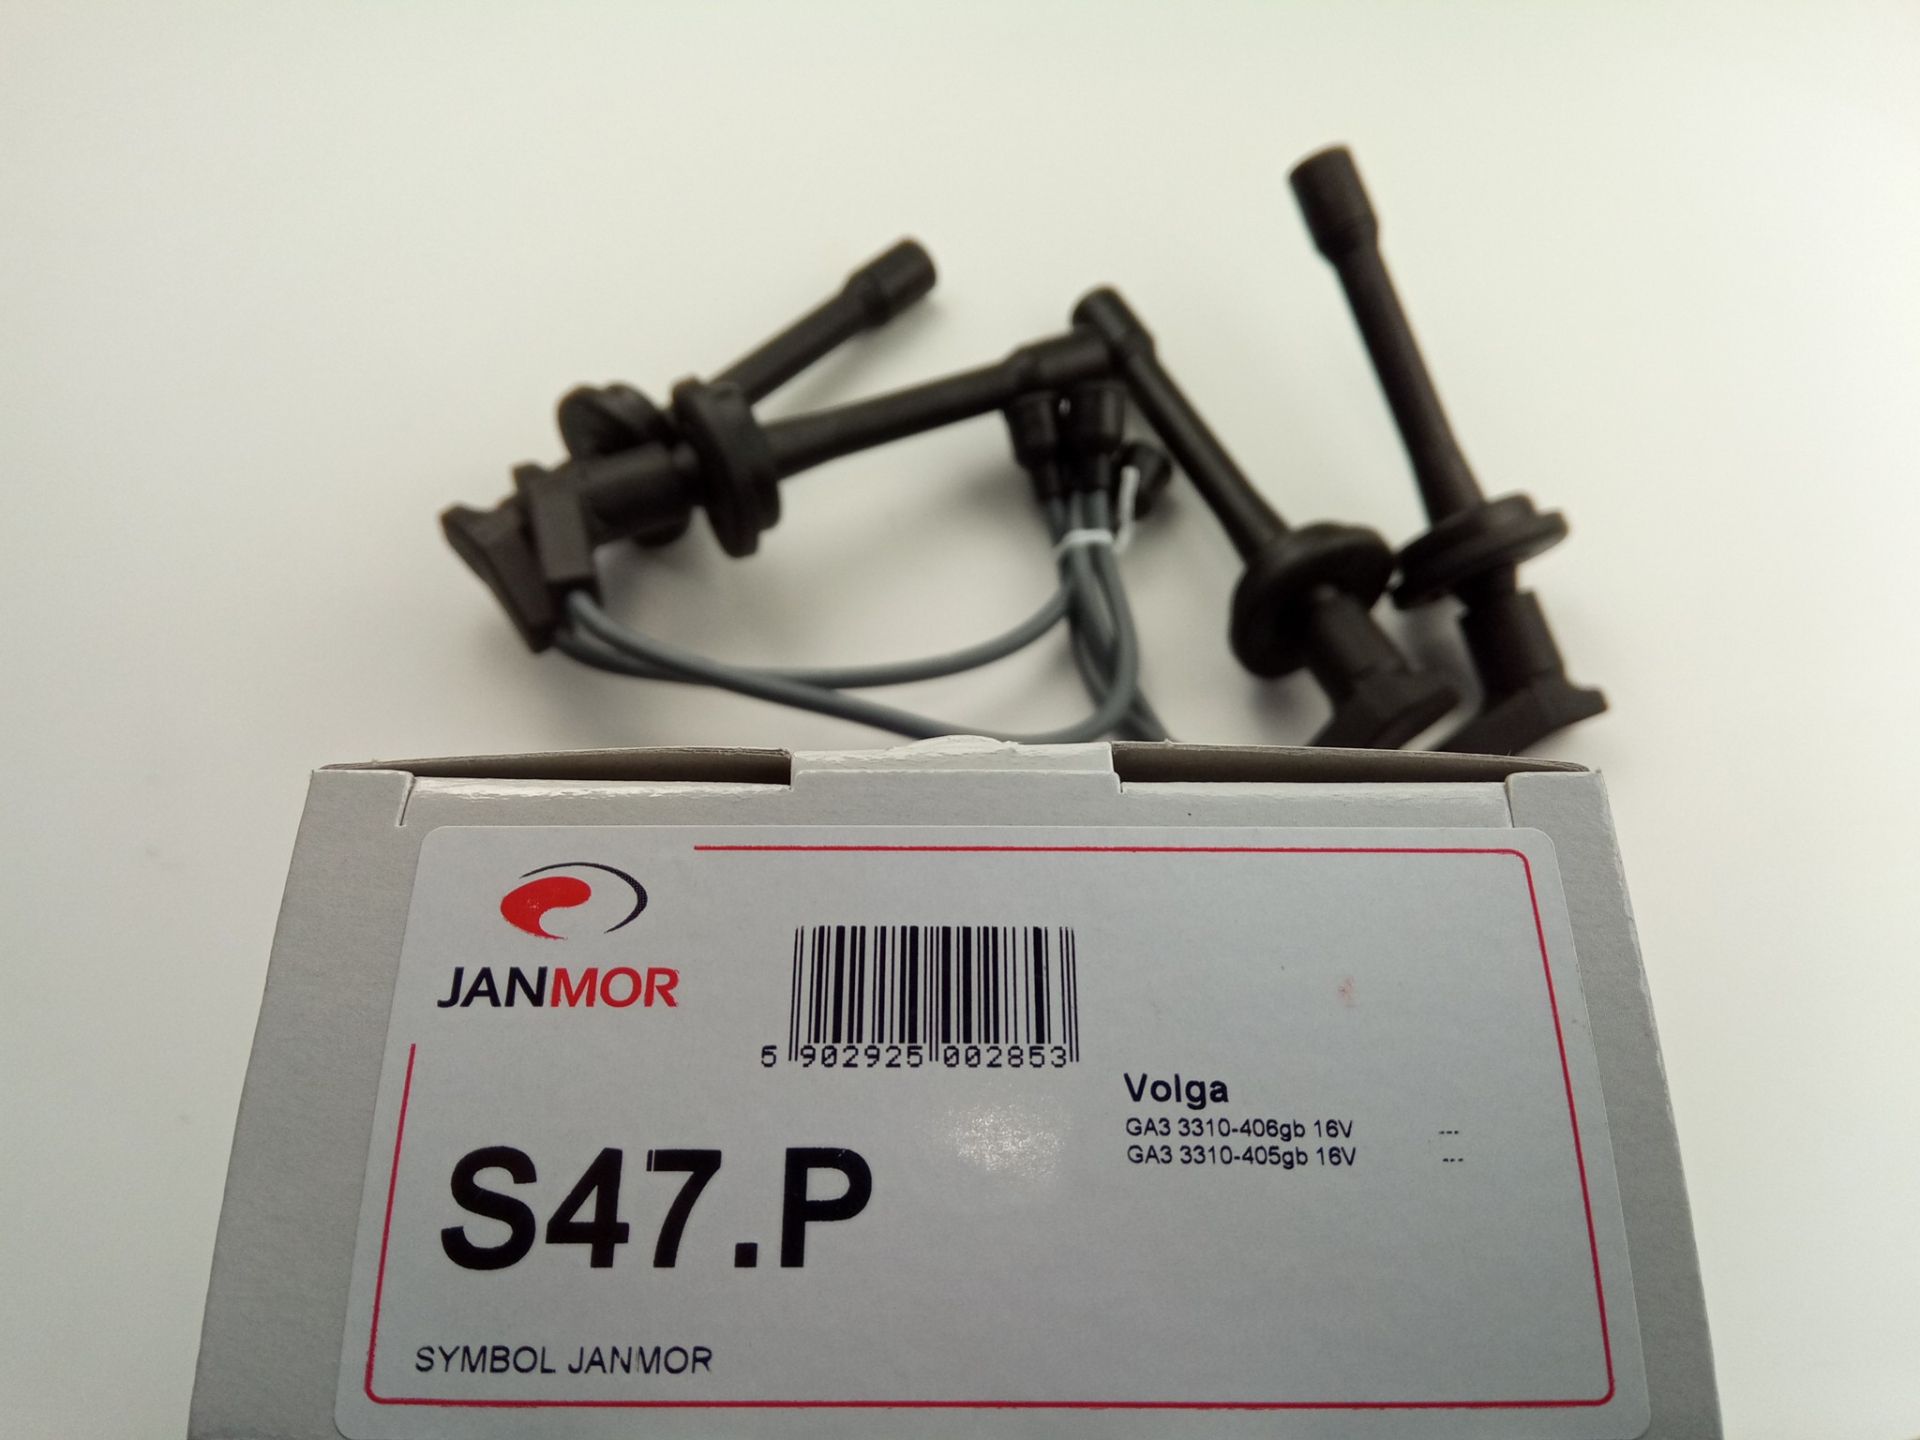 JANMOR
5 902925 002853
Volga
GA3 3310-406gb 16V ---
GA3 3310-405gb 16V ---
S47.P
SYMBOL JANMOR